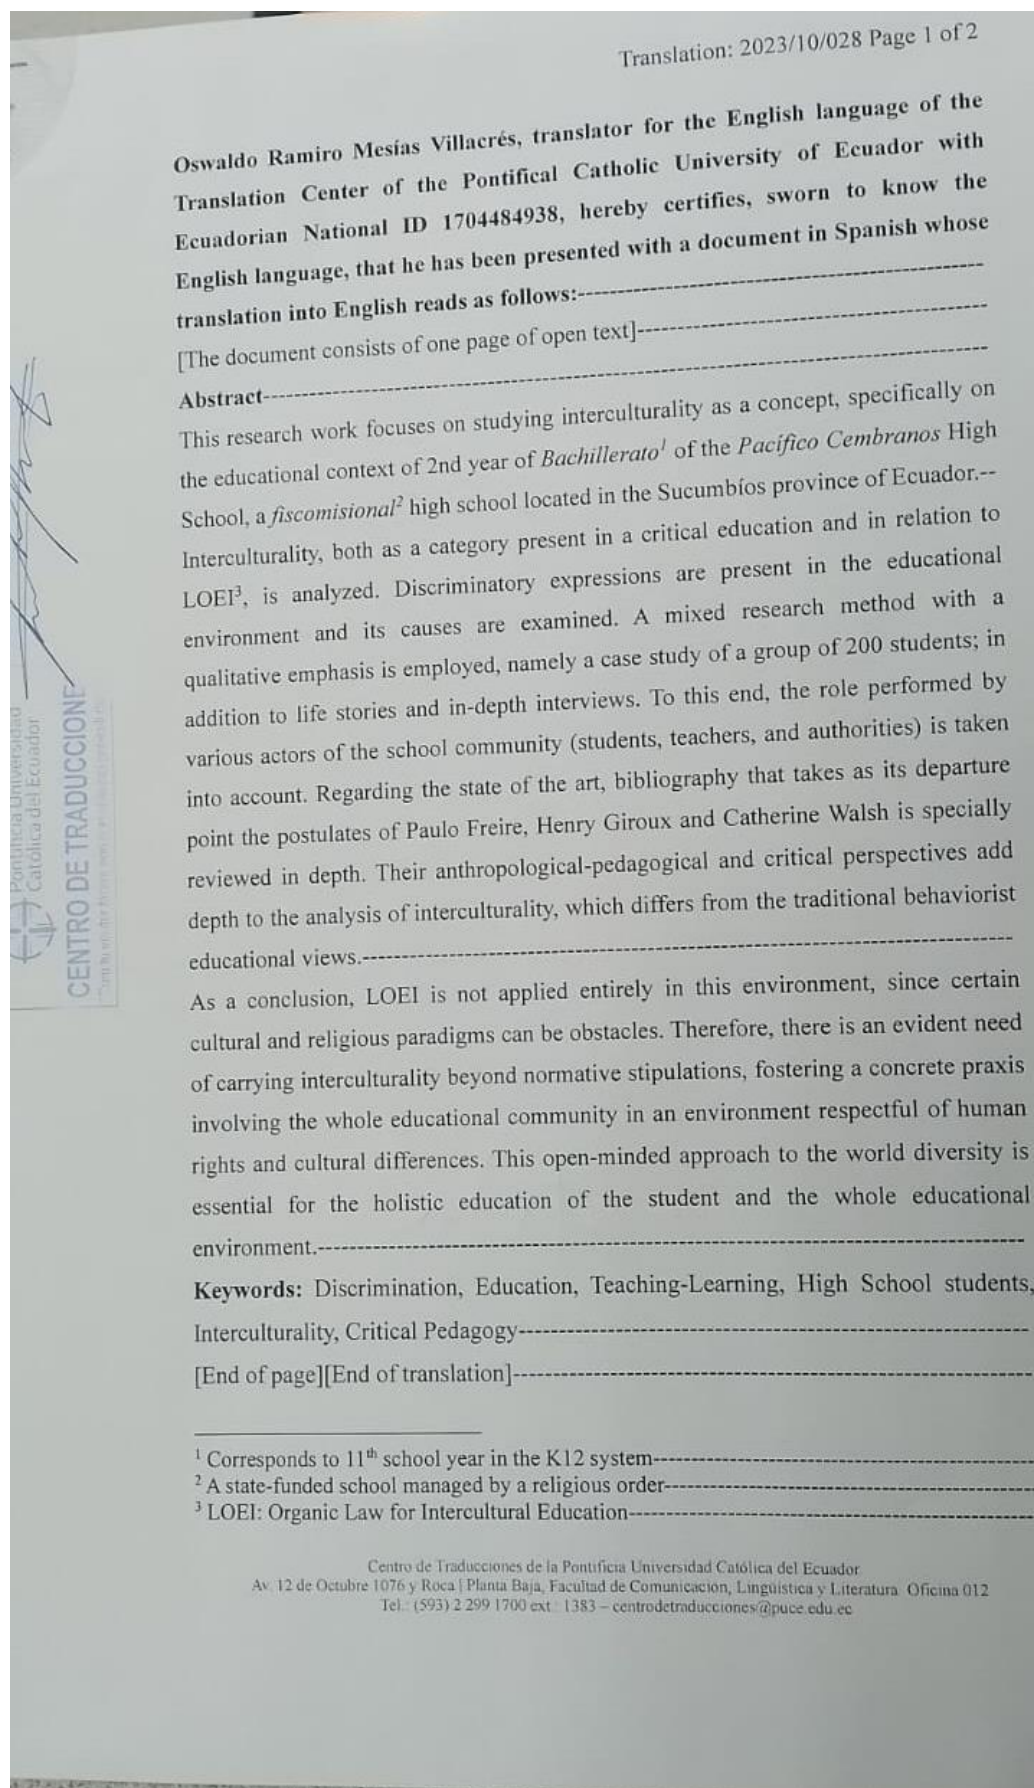 Translation: 2023/10/028 Page 1 of 2
Oswaldo Ramiro Mesías Villacrés, translator for the English language of the
Translation Center of the Pontifical Catholic University of Ecuador with
Ecuadorian National ID 1704484938, hereby certifies, sworn to know the
English language, that he has been presented with a document in Spanish whose
translation into English reads as follows:--------------------------------------------------
[The document consists of one page of open text]-------------------------------------------
Abstract-----------------------------------------------------------------------------------------
This research work focuses on studying interculturality as a concept, specifically on
the educational context of 2nd year of Bachillerato¹ of the Pacífico Cembranos High
School, a fiscomisional² high school located in the Sucumbíos province of Ecuador.--
Interculturality, both as a category present in a critical education and in relation to
LOEI³, is analyzed. Discriminatory expressions are present in the educational
environment and its causes are examined. A mixed research method with a
qualitative emphasis is employed, namely a case study of a group of 200 students; in
addition to life stories and in-depth interviews. To this end, the role performed by
various actors of the school community (students, teachers, and authorities) is taken
into account. Regarding the state of the art, bibliography that takes as its departure
point the postulates of Paulo Freire, Henry Giroux and Catherine Walsh is specially
reviewed in depth. Their anthropological-pedagogical and critical perspectives add
depth to the analysis of interculturality, which differs from the traditional behaviorist
educational views.------------------------------------------------------------------------------
As a conclusion, LOEI is not applied entirely in this environment, since certain
cultural and religious paradigms can be obstacles. Therefore, there is an evident need
of carrying interculturality beyond normative stipulations, fostering a concrete praxis
involving the whole educational community in an environment respectful of human
rights and cultural differences. This open-minded approach to the world diversity is
essential for the holistic education of the student and the whole educational
environment.-------------------------------------------------------------------------------------
Keywords: Discrimination, Education, Teaching-Learning, High School students,
Interculturality, Critical Pedagogy-----------------------------------------------------------
[End of page][End of translation]------------------------------------------------------------
¹ Corresponds to 11th school year in the K12 system----------------------------------------
² A state-funded school managed by a religious order---------------------------------------
³ LOEI: Organic Law for Intercultural Education--------------------------------------------
Centro de Traducciones de la Pontificia Universidad Católica del Ecuador
Av. 12 de Octubre 1076 y Roca | Planta Baja, Facultad de Comunicación, Lingüística y Literatura Oficina 012
Tel.: (593) 2 299 1700 ext.: 1383 – centrodetraducciones@puce.edu.ec
Pontificia Universidad
Católica del Ecuador
CENTRO DE TRADUCCIONE